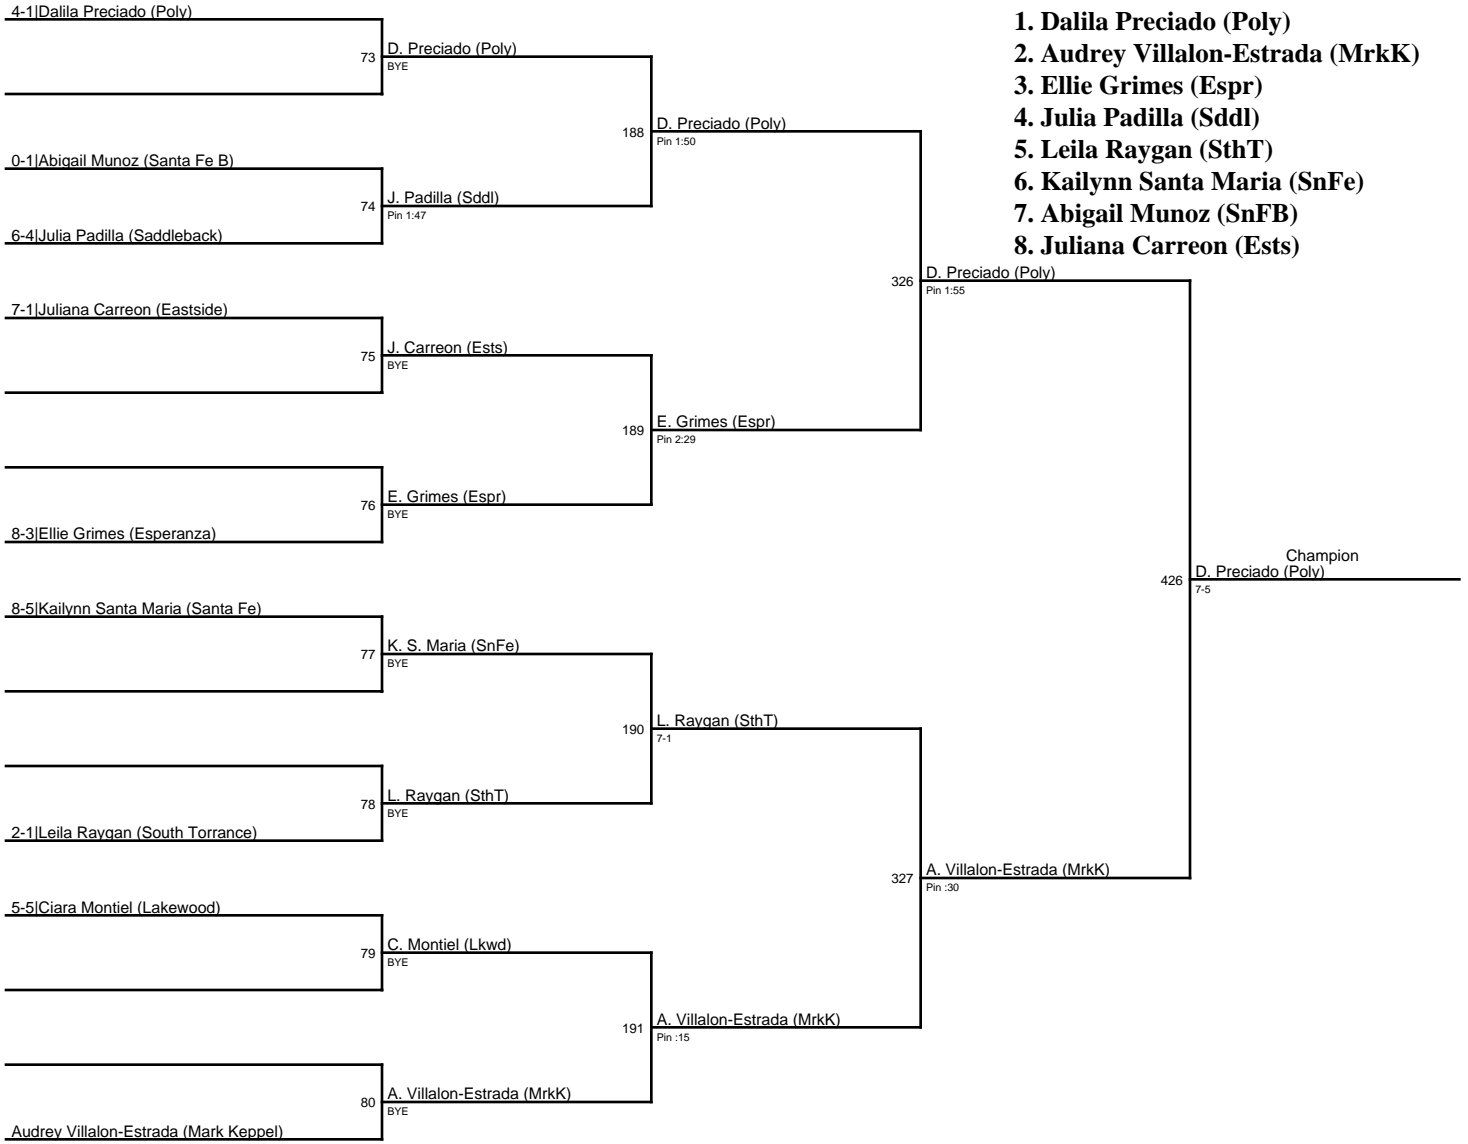 4-1|Dalila Preciado (Poly)
73
D. Preciado (Poly)
BYE
188
D. Preciado (Poly)
Pin 1:50
0-1|Abigail Munoz (Santa Fe B)
74
J. Padilla (Sddl)
Pin 1:47
6-4|Julia Padilla (Saddleback)
326
D. Preciado (Poly)
Pin 1:55
7-1|Juliana Carreon (Eastside)
75
J. Carreon (Ests)
BYE
189
E. Grimes (Espr)
Pin 2:29
76
E. Grimes (Espr)
BYE
8-3|Ellie Grimes (Esperanza)
Champion
426
D. Preciado (Poly)
7-5
8-5|Kailynn Santa Maria (Santa Fe)
77
K. S. Maria (SnFe)
BYE
190
L. Raygan (SthT)
7-1
78
L. Raygan (SthT)
BYE
2-1|Leila Raygan (South Torrance)
327
A. Villalon-Estrada (MrkK)
Pin :30
5-5|Ciara Montiel (Lakewood)
79
C. Montiel (Lkwd)
BYE
191
A. Villalon-Estrada (MrkK)
Pin :15
80
A. Villalon-Estrada (MrkK)
BYE
Audrey Villalon-Estrada (Mark Keppel)
1. Dalila Preciado (Poly)
2. Audrey Villalon-Estrada (MrkK)
3. Ellie Grimes (Espr)
4. Julia Padilla (Sddl)
5. Leila Raygan (SthT)
6. Kailynn Santa Maria (SnFe)
7. Abigail Munoz (SnFB)
8. Juliana Carreon (Ests)